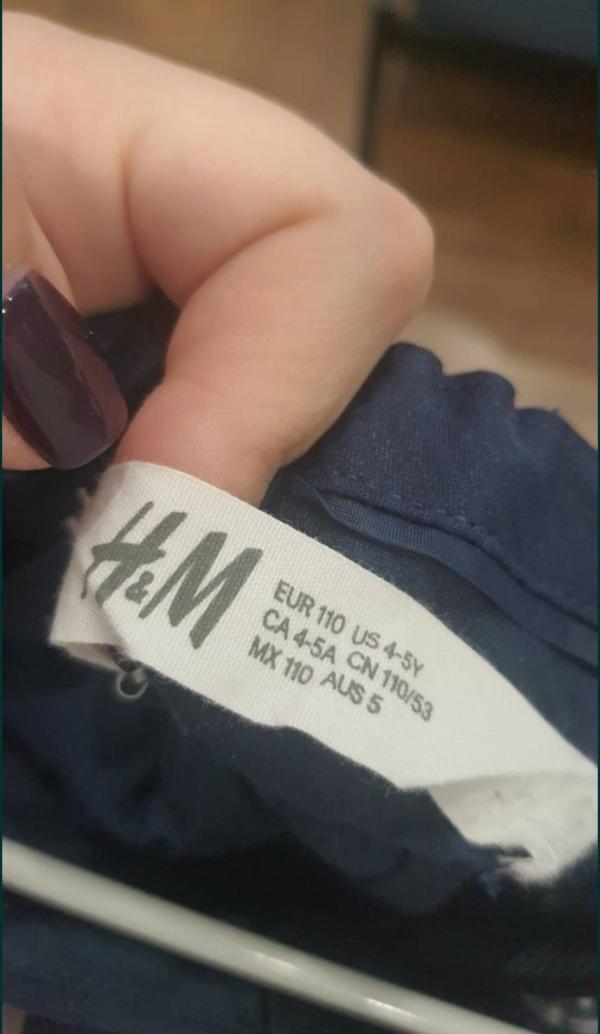 H&M
EUR 110 US 4-5Y
CA 4-5A CN 110/53
MX 110 AUS 5